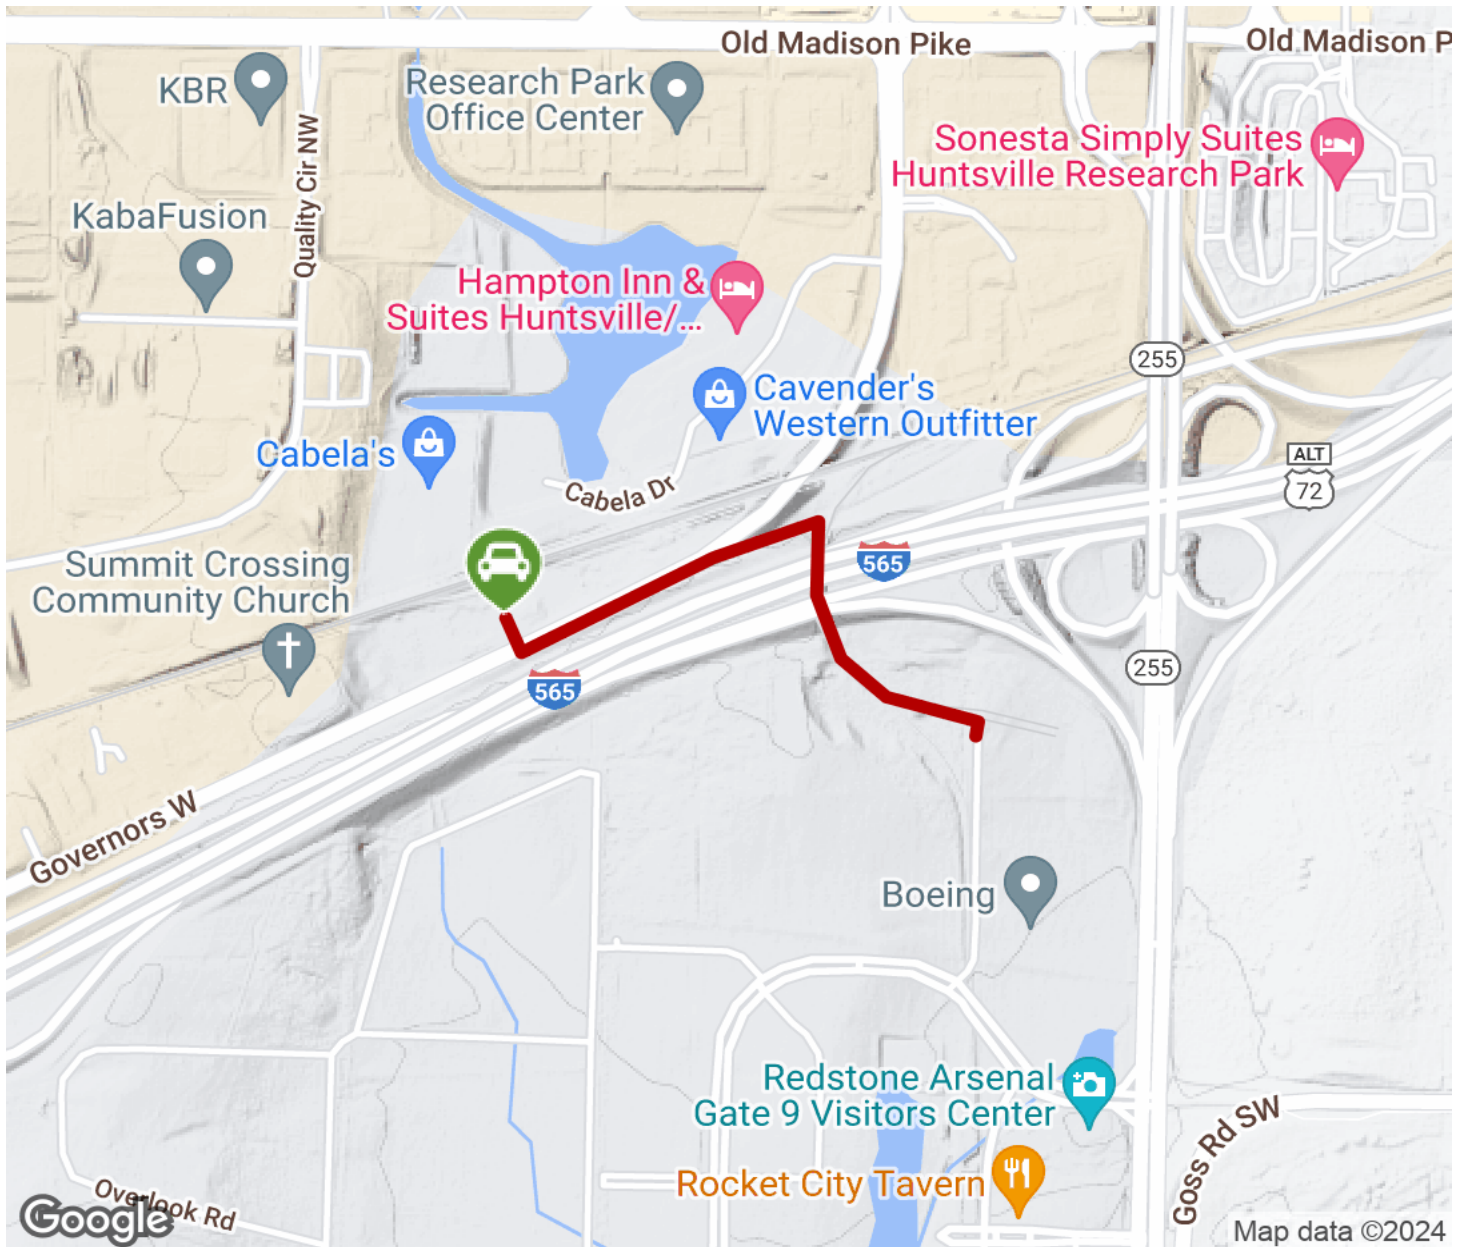 Old Madison Pike
Old Madison P
KBR
Research Park
Office Center
Quality Cir NW
Sonesta Simply Suites
Huntsville Research Park
KabaFusion
Hampton Inn &
Suites Huntsville/...
255
Cavender's
Western Outfitter
Cabela's
Cabela Dr
ALT
72
565
Summit Crossing
Community Church
255
565
Governors W
Boeing
Redstone Arsenal
Gate 9 Visitors Center
Goss Rd SW
Rocket City Tavern
Overlook Rd
Google
Map data ©2024